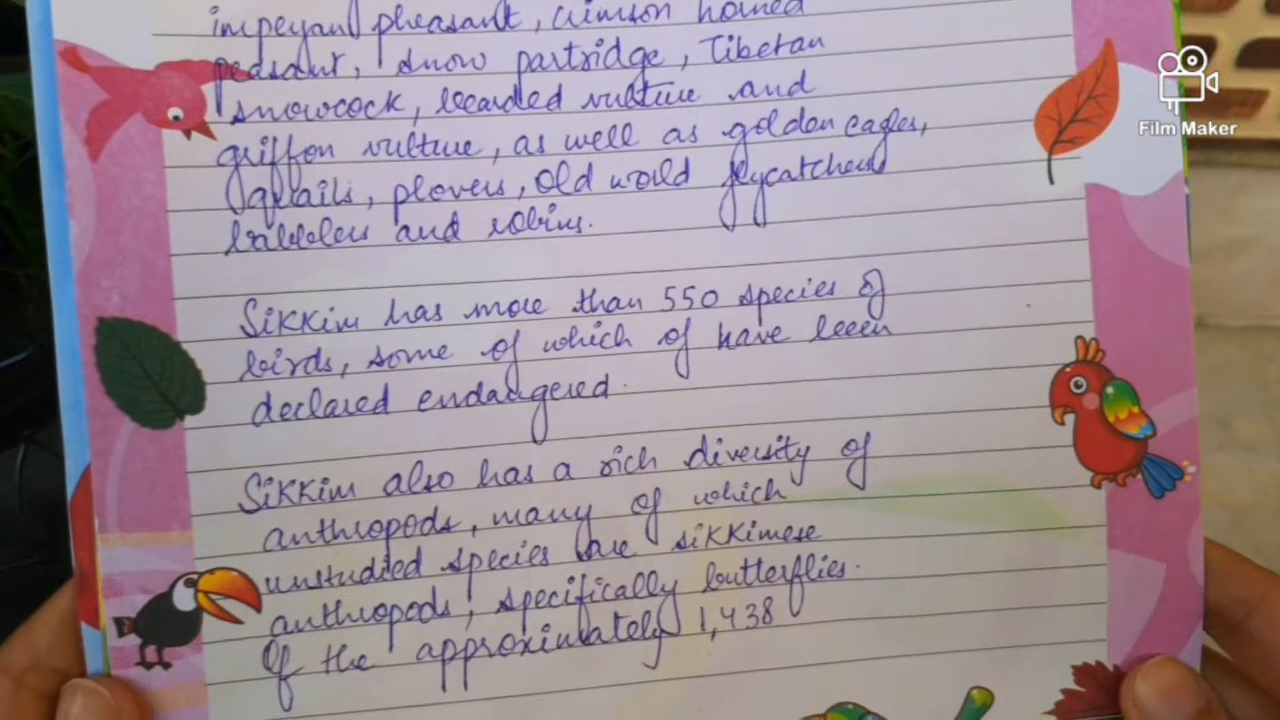 impeyan pheasant, crimson horned
peasant, snow partridge, Tibetan
snowcock, bearded vulture and
griffon vulture, as well as golden eagles,
quails, plovers, old world flycatchers
babblers and robins.
Sikkim has more than 550 species of
birds, some of which of have been
declared endangered.
Sikkim also has a rich diversity of
anthropods, many of which
unstudied species are sikkimese
anthropods, specifically butterflies.
Of the approximately 1,438
Film Maker